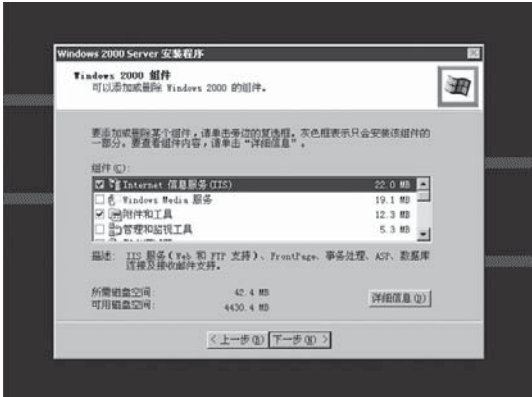 Windows 2000 Server 安装程序
Windows 2000 组件
可以添加或删除 Windows 2000 的组件。
要添加或删除某个组件，请单击旁边的复选框。灰色框表示只会安装该组件的
一部分。要查看组件内容，请单击“详细信息”。
组件(C):
Internet 信息服务(IIS) 22.0 MB
Windows Media 服务 19.1 MB
附件和工具 12.3 MB
管理和监视工具 5.3 MB
描述: IIS 服务(Web 和 FTP 支持)、FrontPage、事务处理、ASP、数据库
连接及接收邮件支持。
所需磁盘空间: 42.4 MB
可用磁盘空间: 4430.4 MB
详细信息(D)
<上一步(B) 下一步(N)>